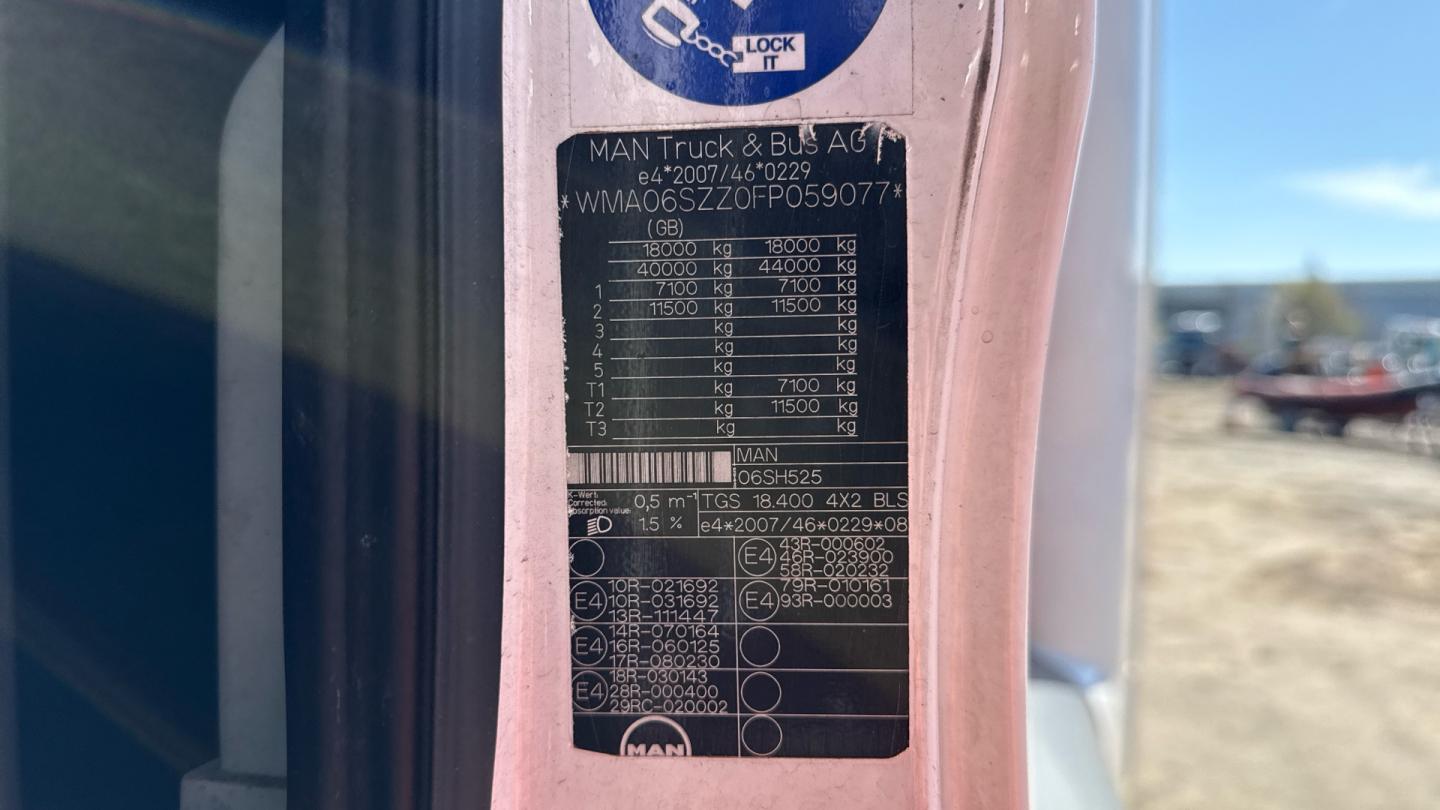 LOCK
IT
MAN Truck & Bus AG
e4*2007/46*0229
*WMA06SZZ0FP059077*
(GB)
18000 kg 18000 kg
40000 kg 44000 kg
1 7100 kg 7100 kg
2 11500 kg 11500 kg
3 kg kg
4 kg kg
5 kg kg
T1 kg 7100 kg
T2 kg 11500 kg
T3 kg kg
MAN
06SH525
K-Wert:
Corrected
absorption value:
0,5 m⁻¹
1.5 %
TGS 18.400 4X2 BLS
e4*2007/46*0229*08
E4
43R-000602
46R-023900
58R-020232
E4
10R-021692
10R-031692
13R-111447
E4
79R-010161
93R-000003
E4
14R-070164
16R-060125
17R-080230
E4
18R-030143
28R-000400
29RC-020002
MAN